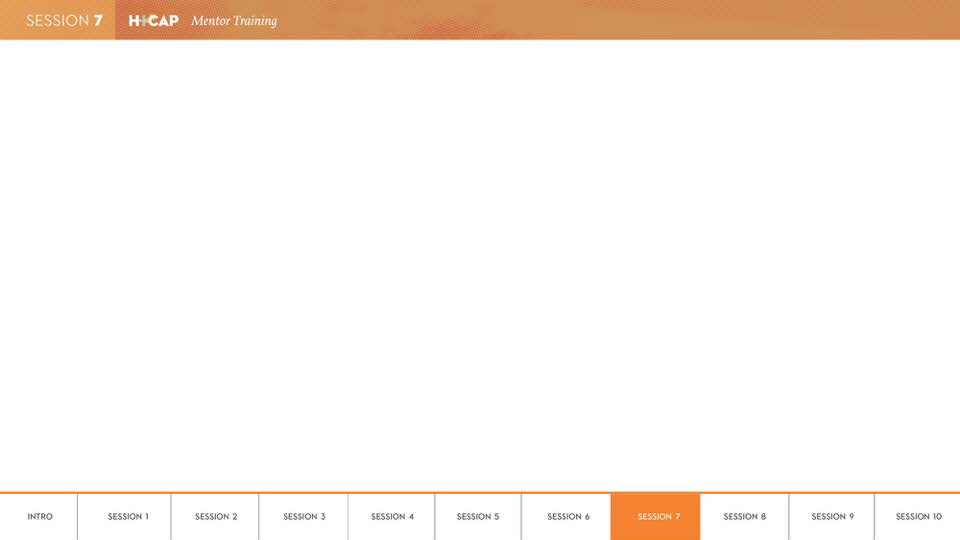 SESSION 7 H+CAP Mentor Training
INTRO SESSION 1 SESSION 2 SESSION 3 SESSION 4 SESSION 5 SESSION 6 SESSION 7 SESSION 8 SESSION 9 SESSION 10